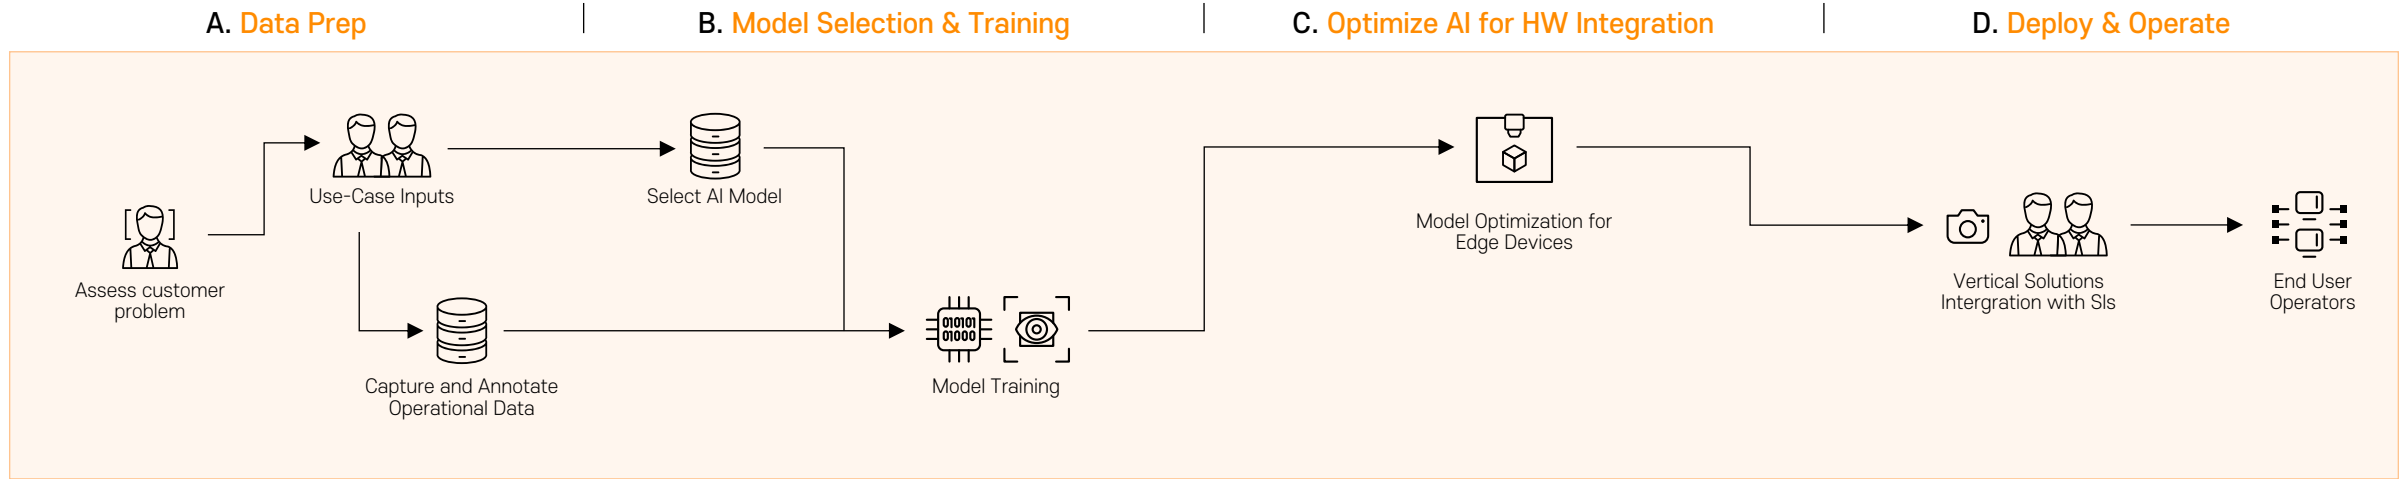 A. Data Prep
B. Model Selection & Training
C. Optimize AI for HW Integration
D. Deploy & Operate
Assess customer
problem
Use-Case Inputs
Capture and Annotate
Operational Data
Select AI Model
010101
01000
Model Training
Model Optimization for
Edge Devices
Vertical Solutions
Intergration with SIs
End User
Operators